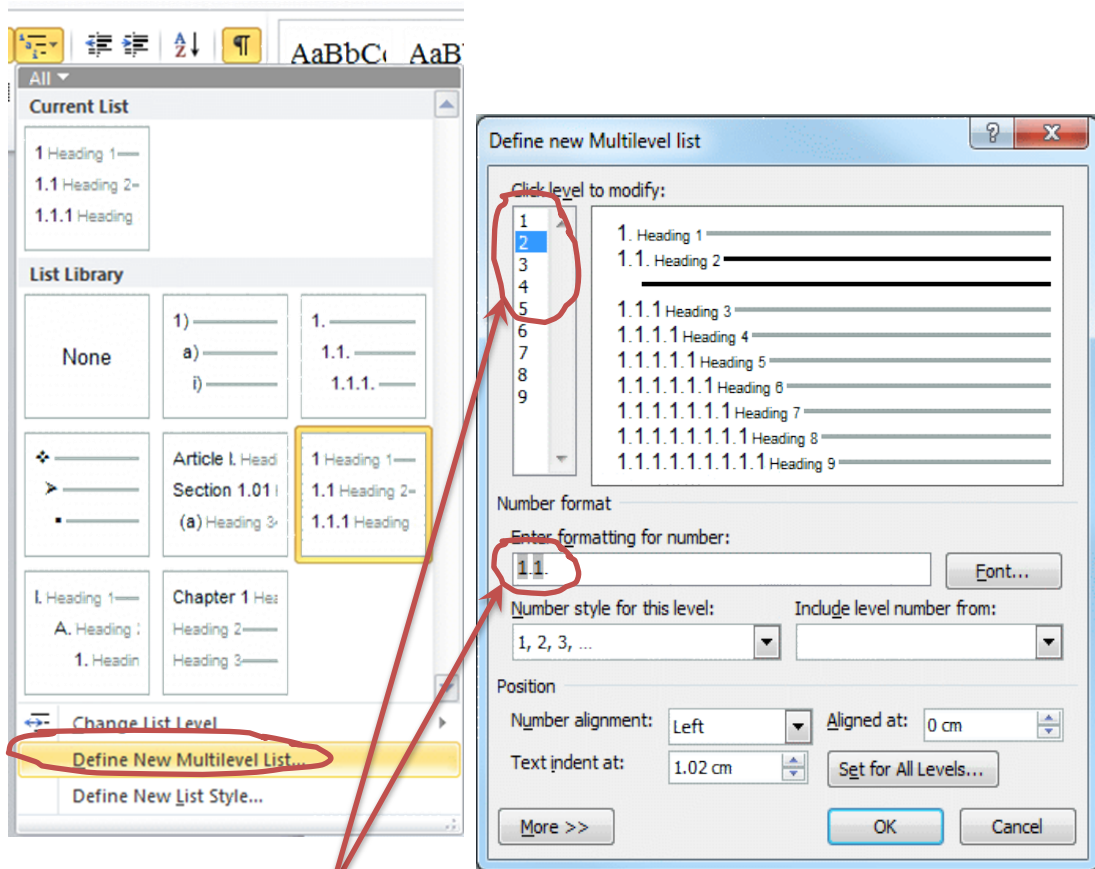 AaBbCc AaB
All
Current List
1 Heading 1
1.1 Heading 2
1.1.1 Heading
List Library
None
1)
a)
i)
1.
1.1.
1.1.1.
Article I. Head
Section 1.01
(a) Heading 3
1 Heading 1
1.1 Heading 2
1.1.1 Heading
I. Heading 1
A. Heading
1. Headin
Chapter 1 Hea
Heading 2
Heading 3
Change List Level
Define New Multilevel List...
Define New List Style...
Define new Multilevel list
Click level to modify:
1
2
3
4
5
6
7
8
9
1. Heading 1
1.1. Heading 2
1.1.1 Heading 3
1.1.1.1 Heading 4
1.1.1.1.1 Heading 5
1.1.1.1.1.1 Heading 6
1.1.1.1.1.1.1 Heading 7
1.1.1.1.1.1.1.1 Heading 8
1.1.1.1.1.1.1.1.1 Heading 9
Number format
Enter formatting for number:
1.1.
Font...
Number style for this level:
Include level number from:
1, 2, 3, ...
Position
Number alignment:
Left
Aligned at:
0 cm
Text indent at:
1.02 cm
Set for All Levels...
More >>
OK
Cancel